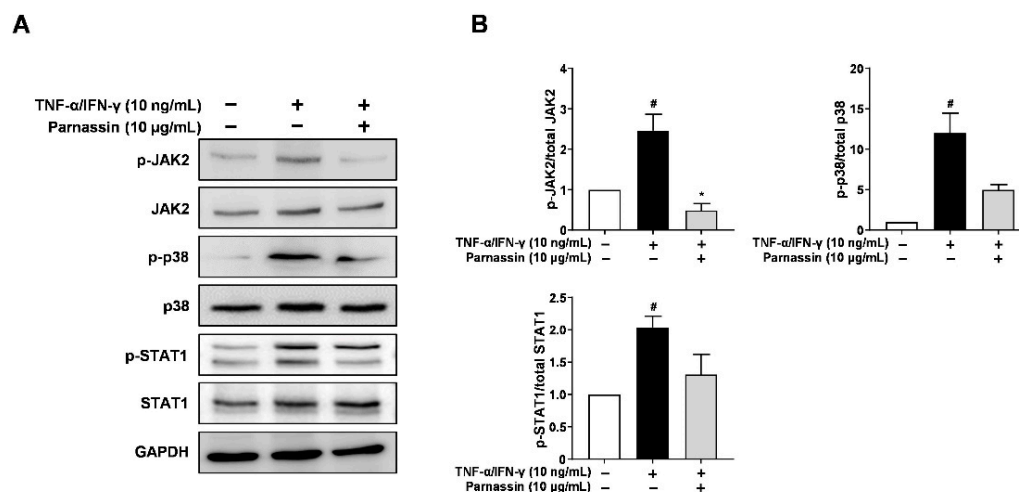 A
TNF-α/IFN-γ (10 ng/mL) – + +
Parnassin (10 μg/mL) – – +
p-JAK2
JAK2
p-p38
p38
p-STAT1
STAT1
GAPDH
B
p-JAK2/total JAK2
4
3
2
1
0
#
*
TNF-α/IFN-γ (10 ng/mL) – + +
Parnassin (10 μg/mL) – – +
p-p38/total p38
20
15
10
5
0
#
TNF-α/IFN-γ (10 ng/mL) – + +
Parnassin (10 μg/mL) – – +
p-STAT1/total STAT1
2.5
2.0
1.5
1.0
0.5
0.0
#
TNF-α/IFN-γ (10 ng/mL) – + +
Parnassin (10 μg/mL) – – +